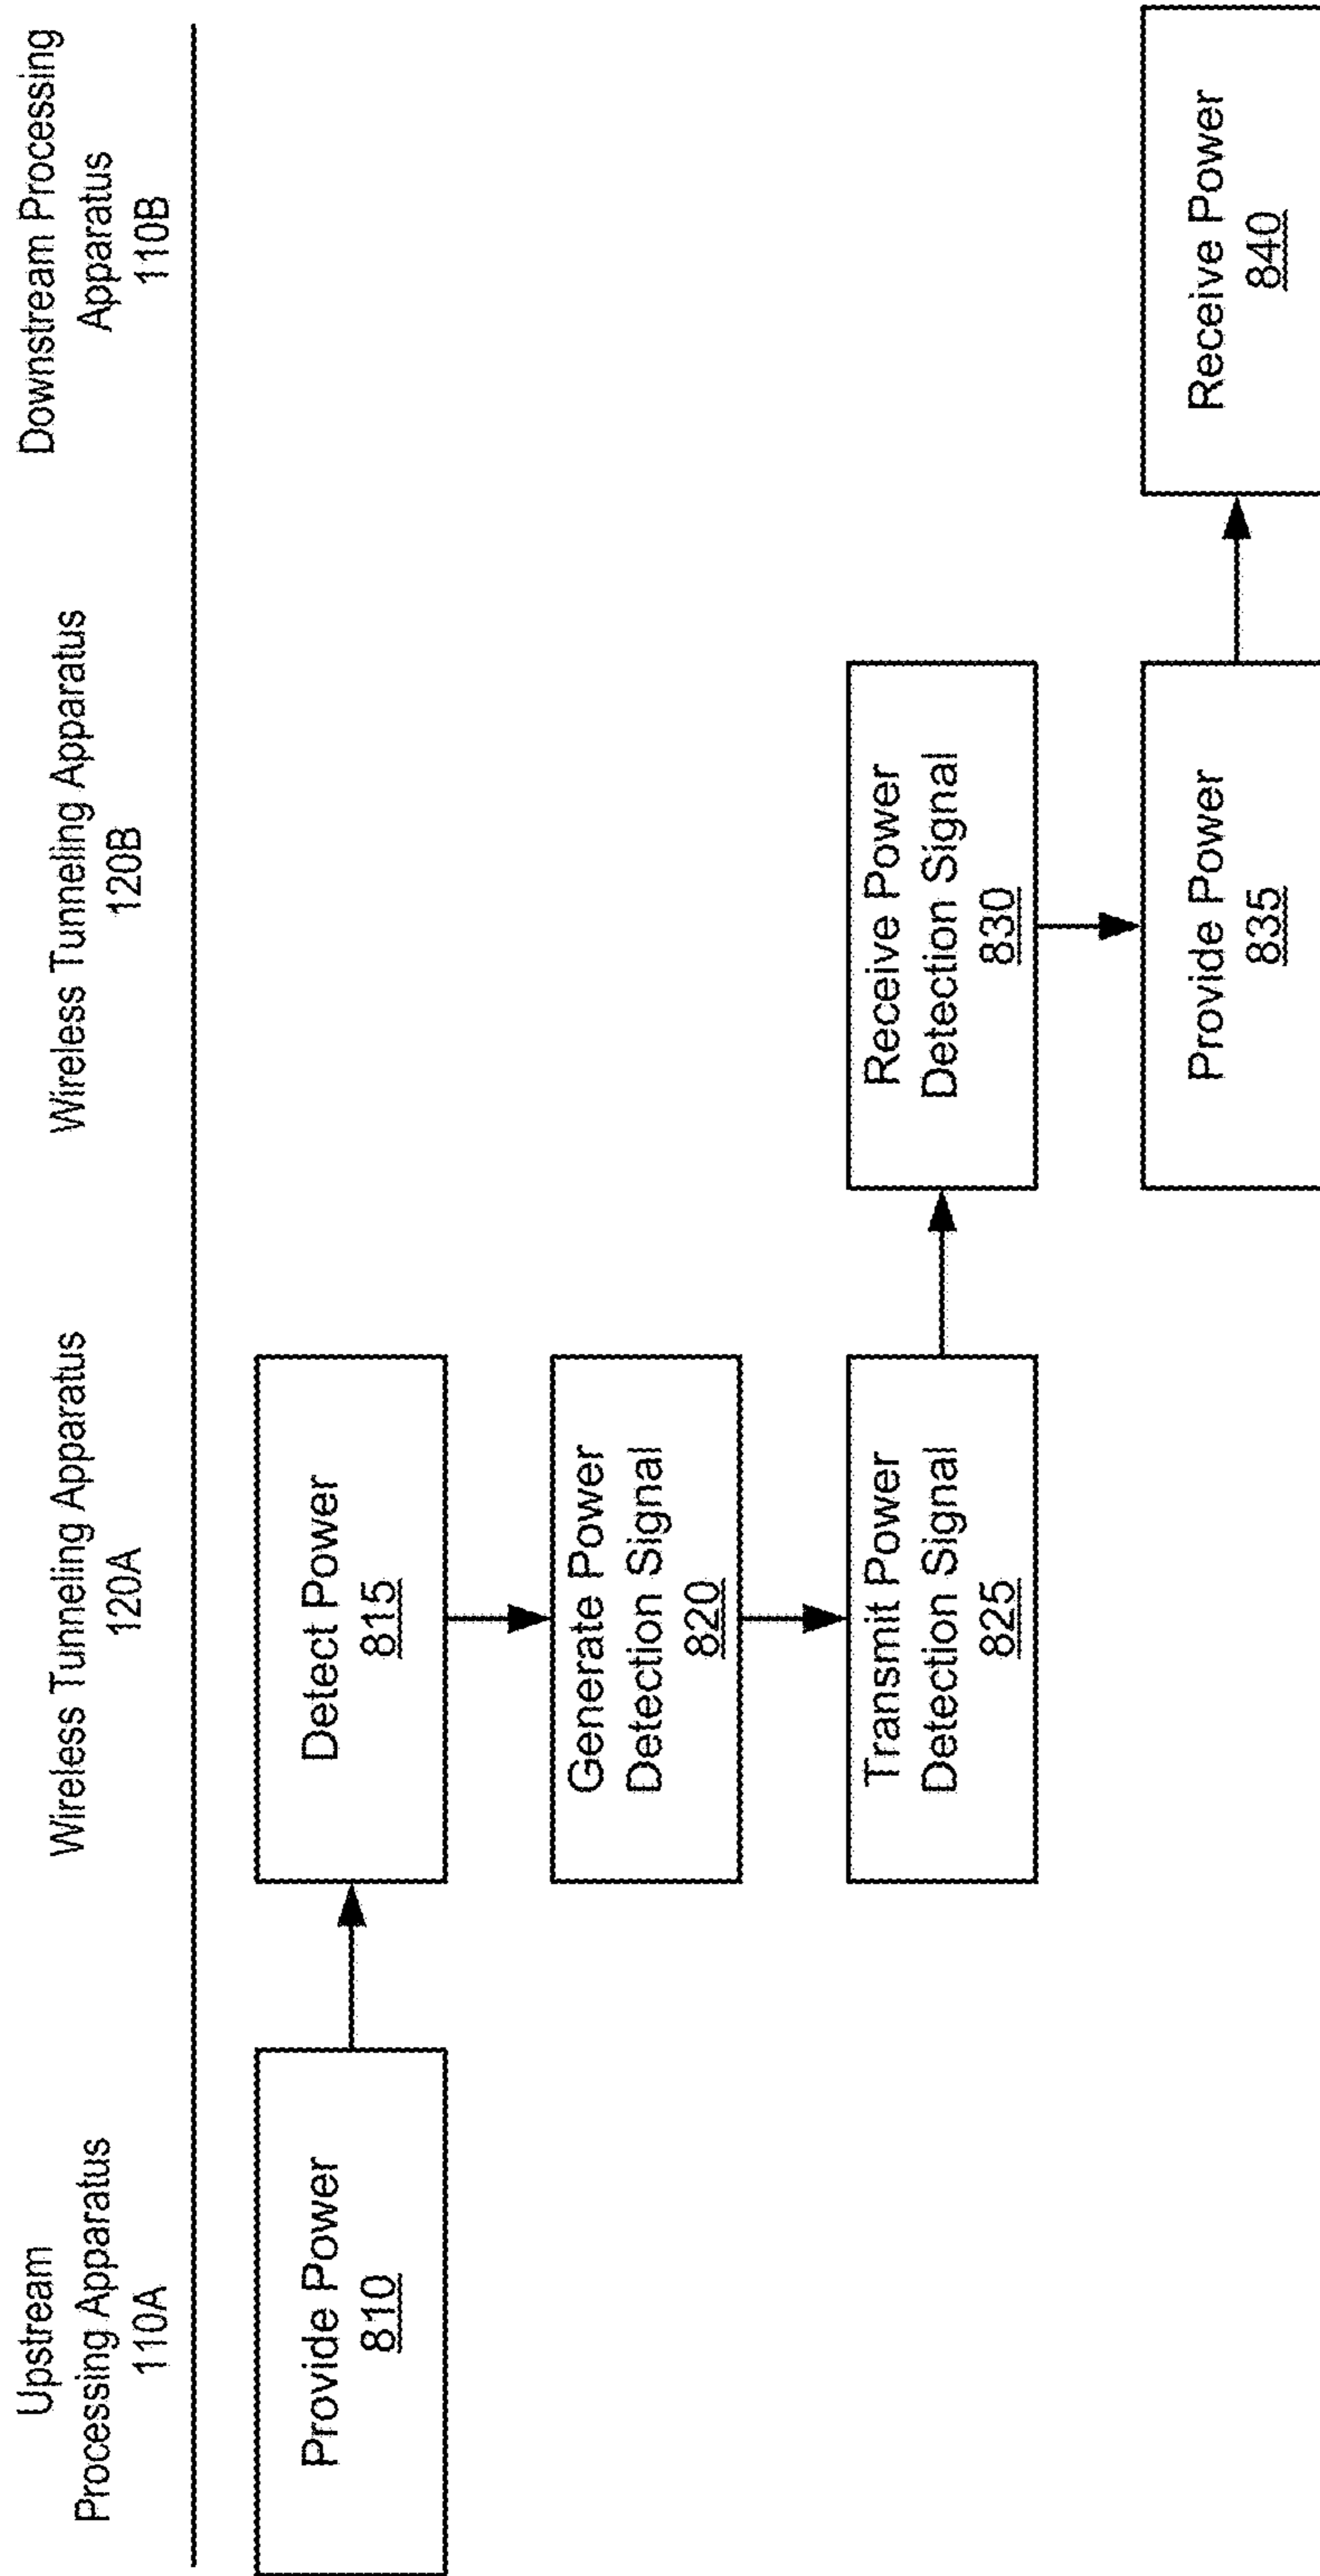 Upstream
Processing Apparatus
110A
Wireless Tunneling Apparatus
120A
Wireless Tunneling Apparatus
120B
Downstream Processing
Apparatus
110B
Provide Power
810
Detect Power
815
Generate Power
Detection Signal
820
Transmit Power
Detection Signal
825
Receive Power
Detection Signal
830
Provide Power
835
Receive Power
840